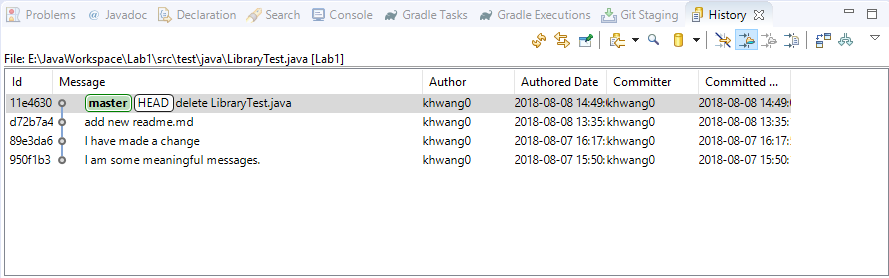 Problems @ Javadoc Declaration Search Console Gradle Tasks Gradle Executions Git Staging History
File: E:\JavaWorkspace\Lab1\src\test\java\LibraryTest.java [Lab1]
Id Message Author Authored Date Committer Committed ...
11e4630 master HEAD delete LibraryTest.java khwang0 2018-08-08 14:49: khwang0 2018-08-08 14:49:
d72b7a4 add new readme.md khwang0 2018-08-08 13:35: khwang0 2018-08-08 13:35:
89e3da6 I have made a change khwang0 2018-08-07 16:17: khwang0 2018-08-07 16:17:
950f1b3 I am some meaningful messages. khwang0 2018-08-07 15:50: khwang0 2018-08-07 15:50: